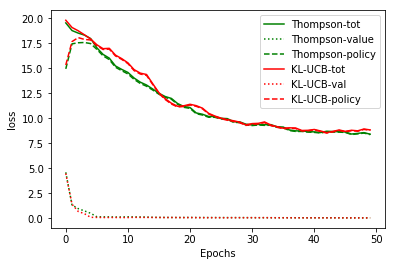 20.0
17.5
15.0
12.5
10.0
7.5
5.0
2.5
0.0
loss
0
10
20
30
40
50
Epochs
Thompson-tot
Thompson-value
Thompson-policy
KL-UCB-tot
KL-UCB-val
KL-UCB-policy